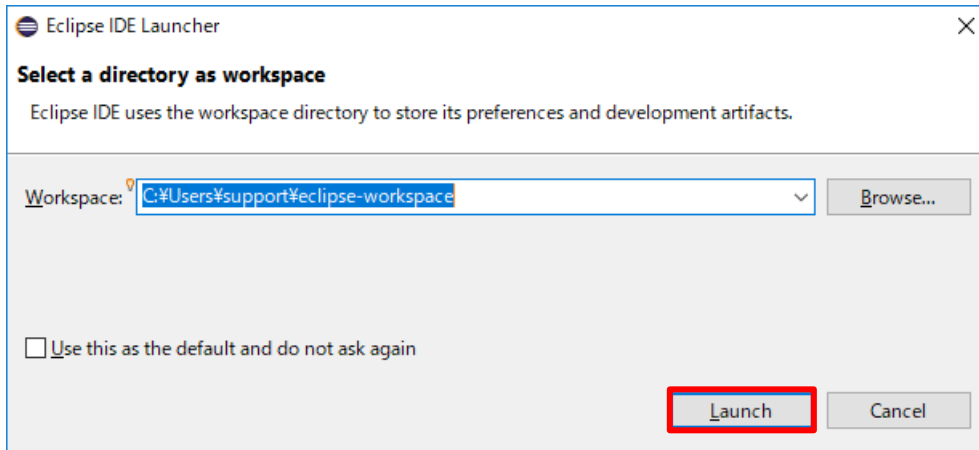 Eclipse IDE Launcher
Select a directory as workspace
Eclipse IDE uses the workspace directory to store its preferences and development artifacts.
Workspace: C:¥Users¥support¥eclipse-workspace Browse...
Use this as the default and do not ask again
Launch Cancel